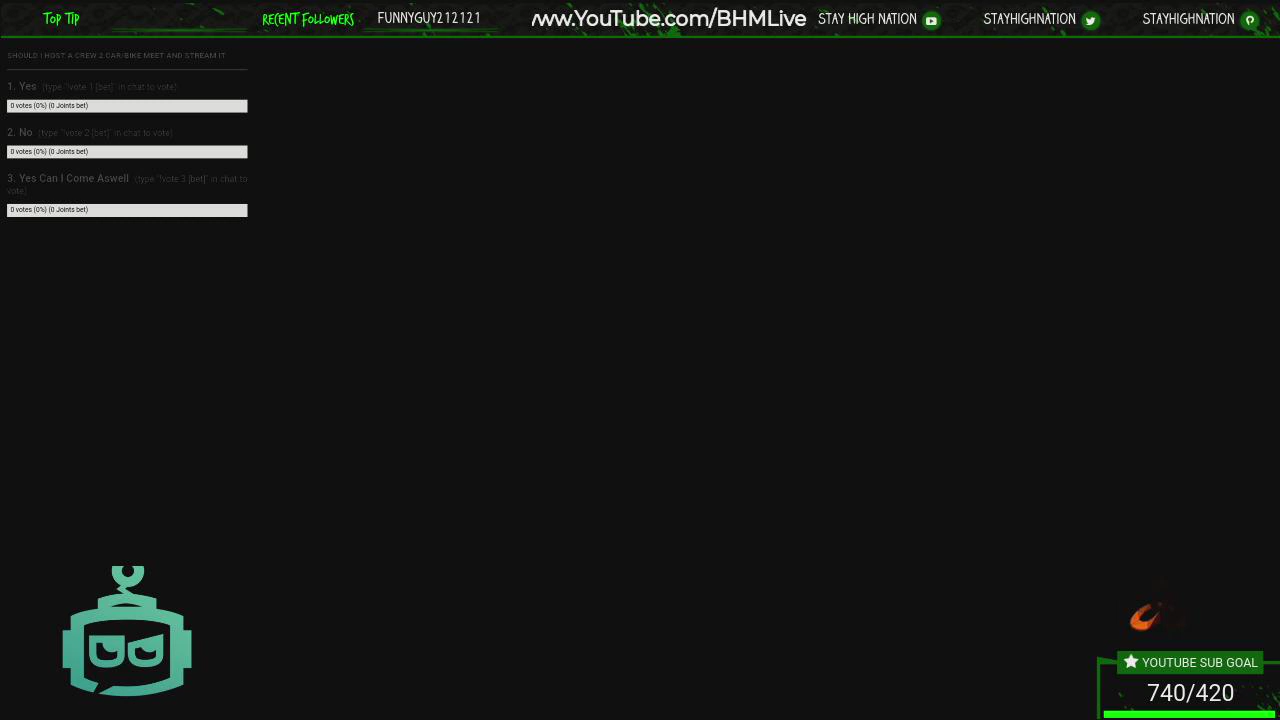 Top Tip
Recent Followers
FUNNYGUY212121
www.YouTube.com/BHMLive
STAY HIGH NATION
STAYHIGHNATION
STAYHIGHNATION
SHOULD I HOST A CREW 2 CAR/BIKE MEET AND STREAM IT
1. Yes (type "!vote 1 [bet]" in chat to vote)
0 votes (0%) (0 Joints bet)
2. No (type "!vote 2 [bet]" in chat to vote)
0 votes (0%) (0 Joints bet)
3. Yes Can I Come Aswell (type "!vote 3 [bet]" in chat to
vote)
0 votes (0%) (0 Joints bet)
YOUTUBE SUB GOAL
740/420